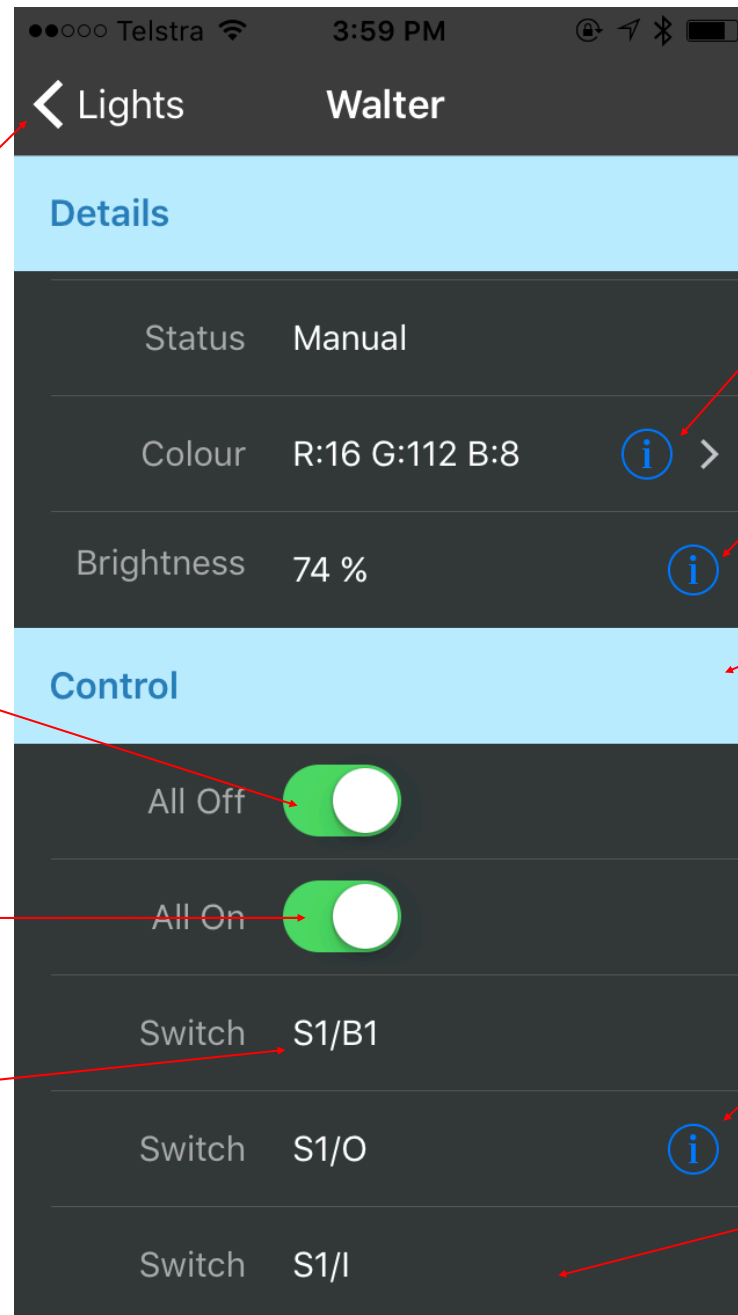 Telstra 3:59 PM
Lights Walter
Details
Status Manual
Colour R:16 G:112 B:8 i
Brightness 74 % i
Control
All Off
All On
Switch S1/B1
Switch S1/O i
Switch S1/I